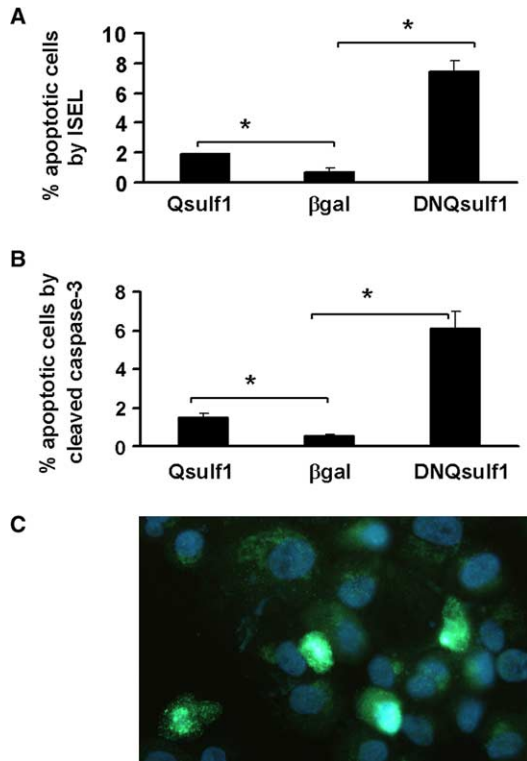 A
% apoptotic cells
by ISEL
10
8
6
4
2
0
*
*
Qsulf1 βgal DNQsulf1
B
% apoptotic cells by
cleaved caspase-3
8
6
4
2
0
*
*
Qsulf1 βgal DNQsulf1
C